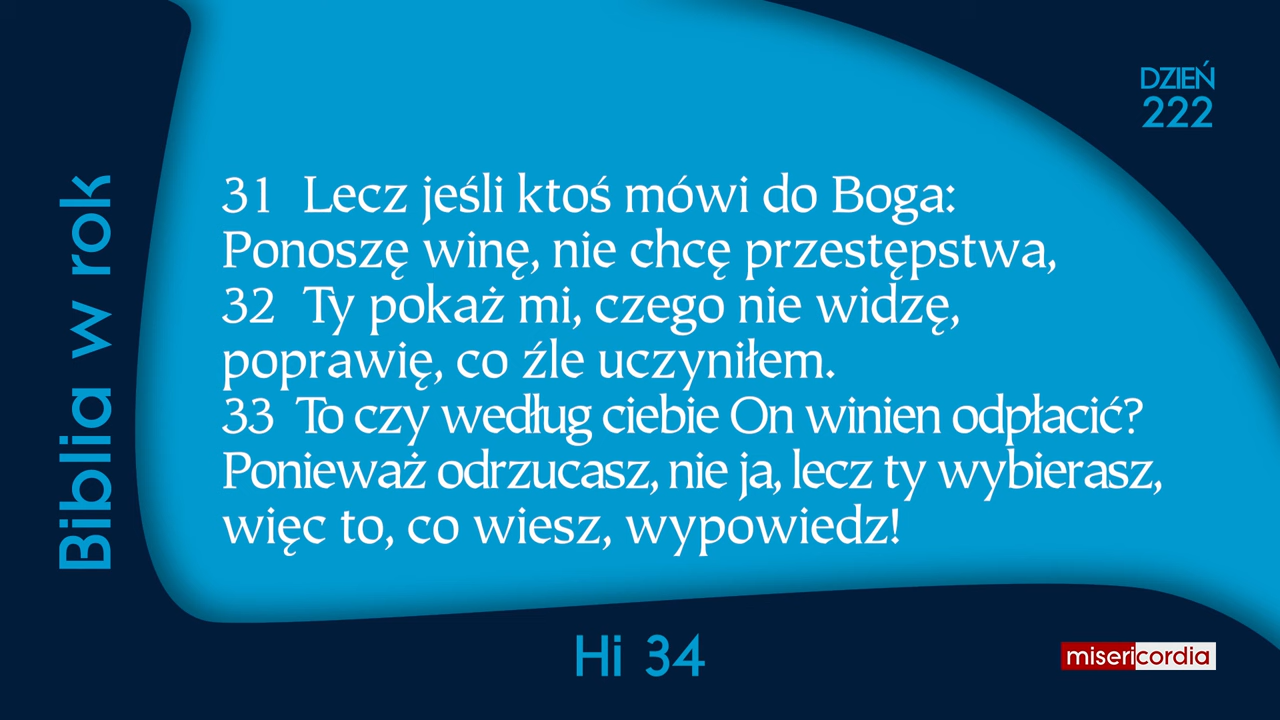 DZIEŃ
222
Biblia w rok
31 Lecz jeśli ktoś mówi do Boga:
Ponoszę winę, nie chcę przestępstwa,
32 Ty pokaż mi, czego nie widzę,
poprawię, co źle uczyniłem.
33 To czy według ciebie On winien odpłacić?
Ponieważ odrzucasz, nie ja, lecz ty wybierasz,
więc to, co wiesz, wypowiedz!
Hi 34
misericordia